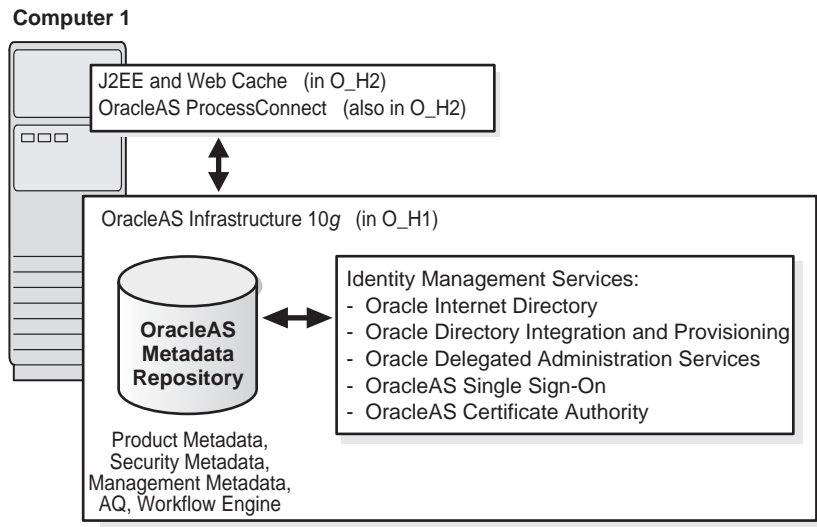 Computer 1
J2EE and Web Cache (in O_H2)
OracleAS ProcessConnect (also in O_H2)
OracleAS Infrastructure 10g (in O_H1)
OracleAS
Metadata
Repository
Product Metadata,
Security Metadata,
Management Metadata,
AQ, Workflow Engine
Identity Management Services:
- Oracle Internet Directory
- Oracle Directory Integration and Provisioning
- Oracle Delegated Administration Services
- OracleAS Single Sign-On
- OracleAS Certificate Authority